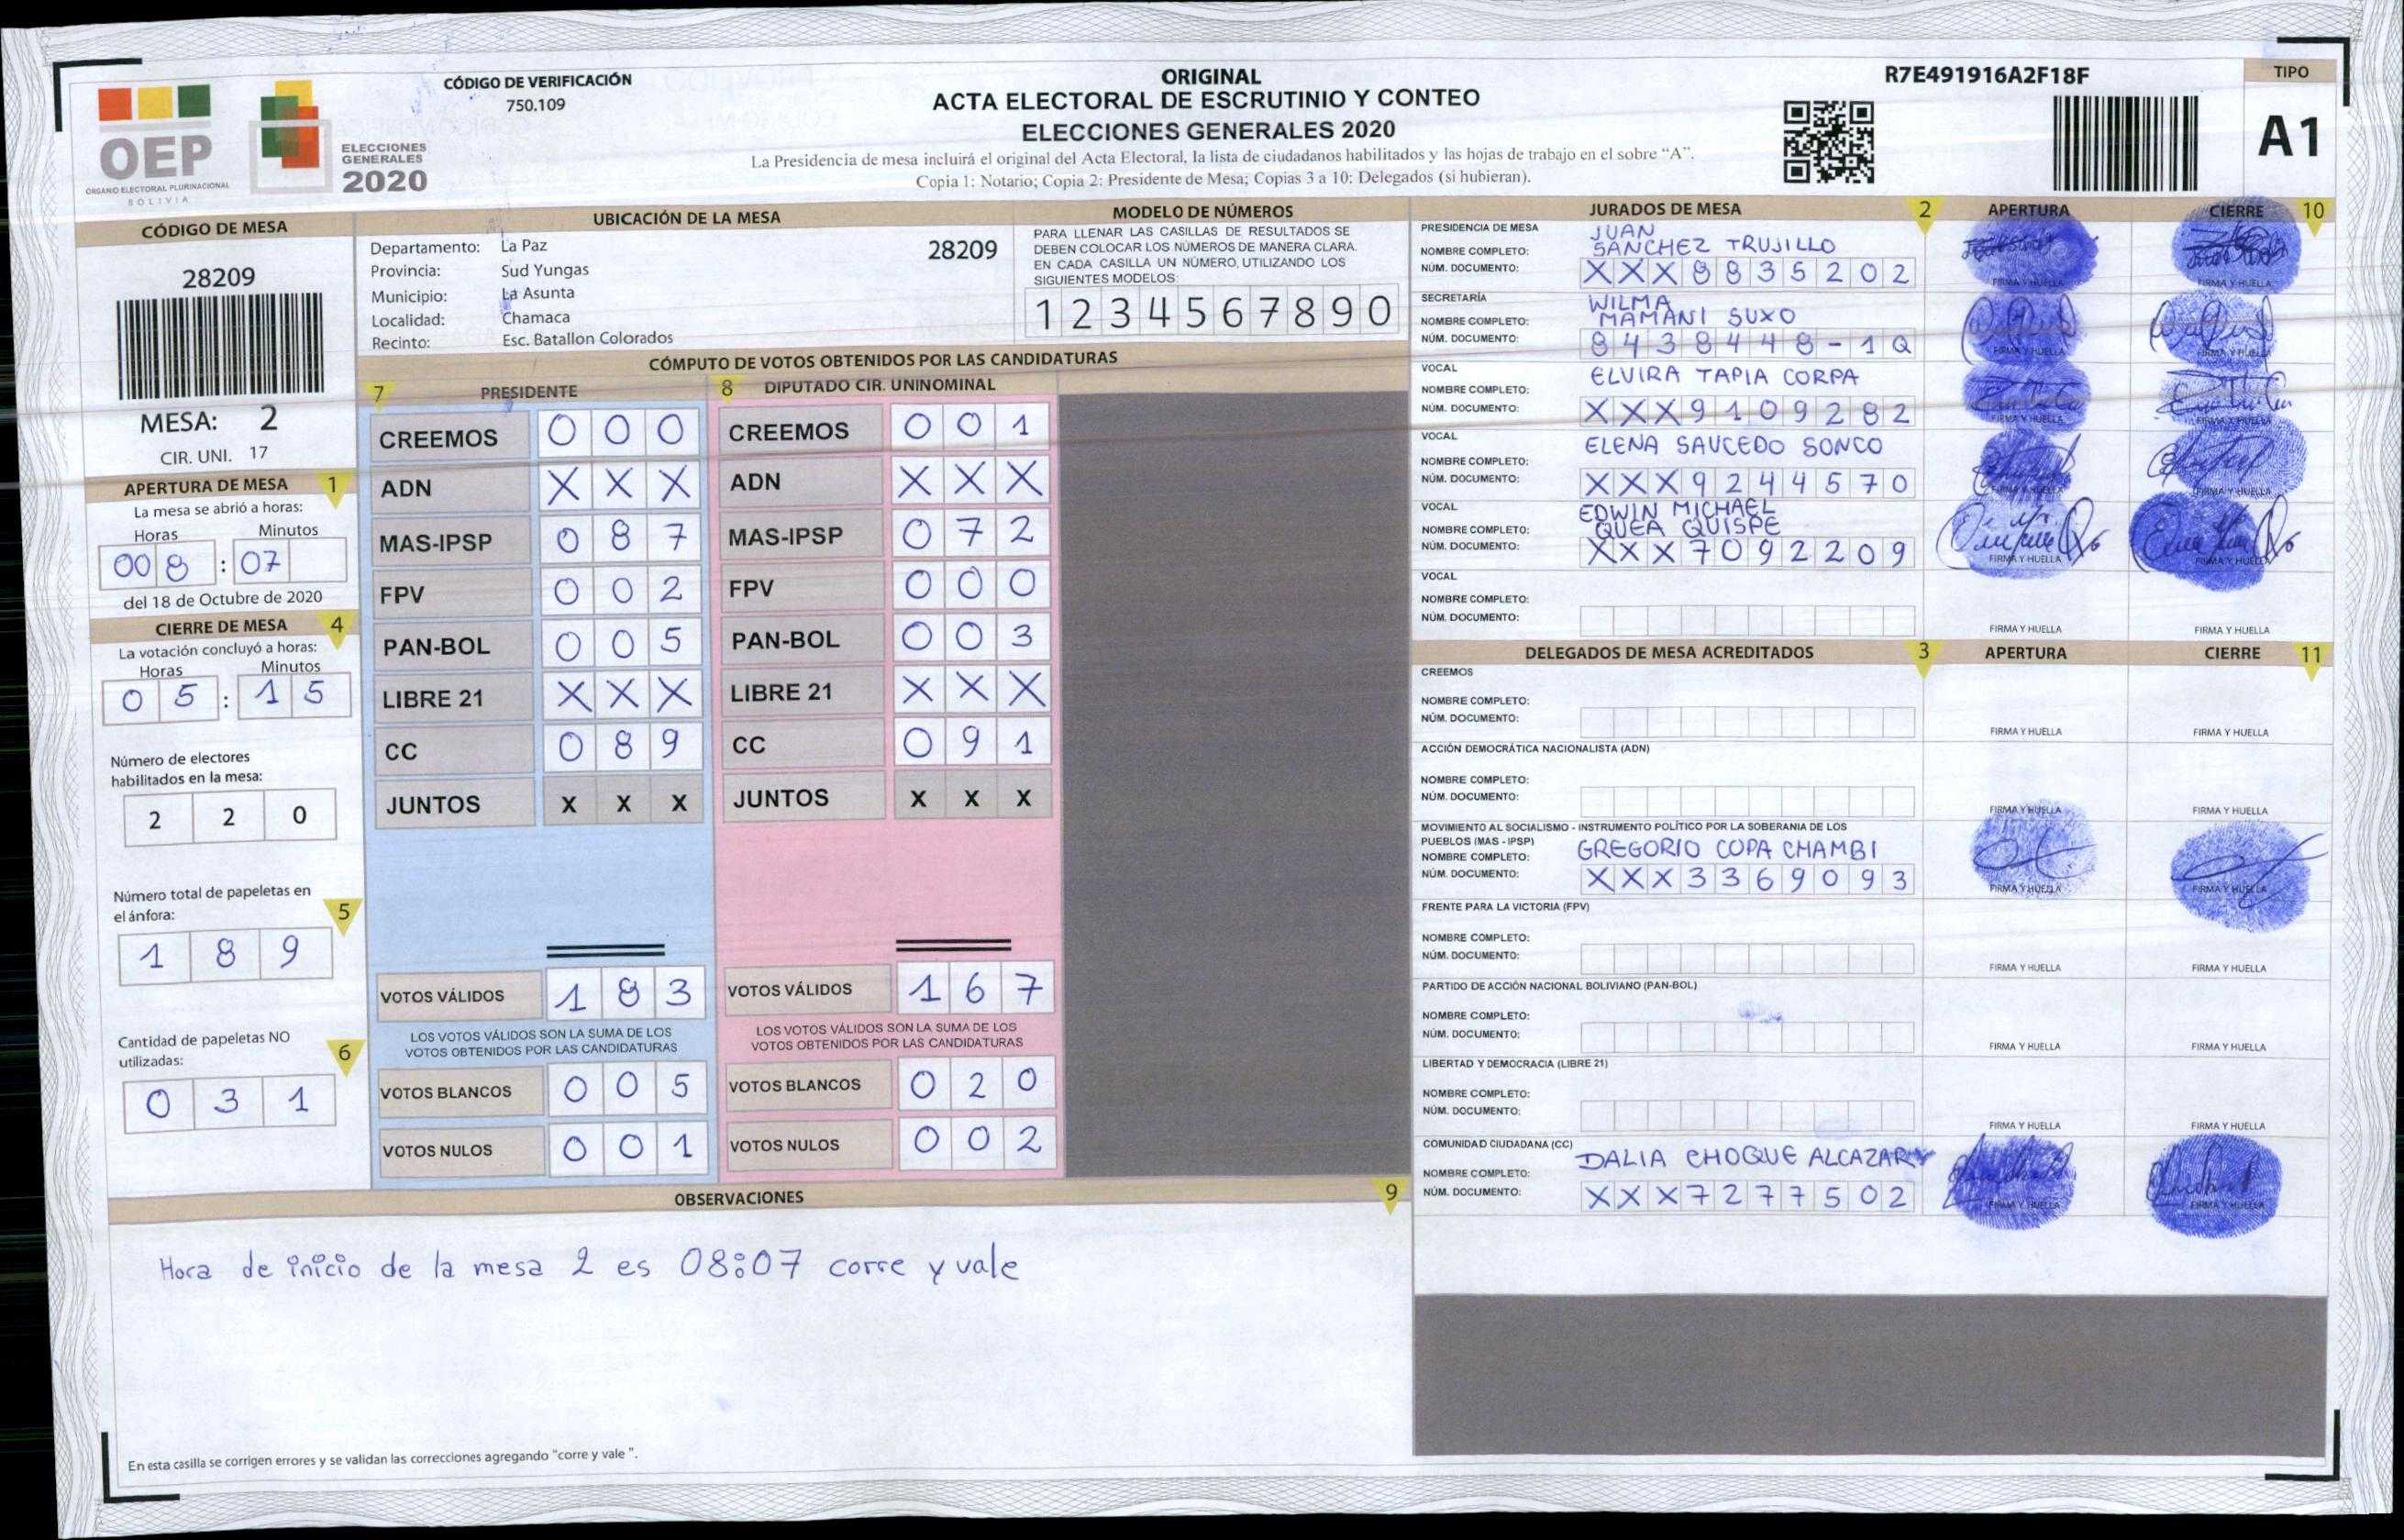 OEP
ÓRGANO ELECTORAL PLURINACIONAL
BOLIVIA
ELECCIONES
GENERALES
2020
CÓDIGO DE VERIFICACIÓN
750.109
ORIGINAL
ACTA ELECTORAL DE ESCRUTINIO Y CONTEO
ELECCIONES GENERALES 2020
La Presidencia de mesa incluirá el original del Acta Electoral, la lista de ciudadanos habilitados y las hojas de trabajo en el sobre “A”.
Copia 1: Notario; Copia 2: Presidente de Mesa; Copias 3 a 10: Delegados (si hubieran).
R7E491916A2F18F
TIPO
A1
CÓDIGO DE MESA
28209
MESA: 2
CIR. UNI. 17
APERTURA DE MESA 1
La mesa se abrió a horas:
Horas Minutos
008 : 07
del 18 de Octubre de 2020
CIERRE DE MESA 4
La votación concluyó a horas:
Horas Minutos
05 : 15
Número de electores
habilitados en la mesa:
2 2 0
Número total de papeletas en
el ánfora: 5
1 8 9
Cantidad de papeletas NO
utilizadas: 6
0 3 1
UBICACIÓN DE LA MESA
Departamento: La Paz 28209
Provincia: Sud Yungas
Municipio: La Asunta
Localidad: Chamaca
Recinto: Esc. Batallon Colorados
MODELO DE NÚMEROS
PARA LLENAR LAS CASILLAS DE RESULTADOS SE
DEBEN COLOCAR LOS NÚMEROS DE MANERA CLARA.
EN CADA CASILLA UN NÚMERO, UTILIZANDO LOS
SIGUIENTES MODELOS:
1 2 3 4 5 6 7 8 9 0
CÓMPUTO DE VOTOS OBTENIDOS POR LAS CANDIDATURAS
7 PRESIDENTE
CREEMOS 0 0 0
ADN X X X
MAS-IPSP 0 8 7
FPV 0 0 2
PAN-BOL 0 0 5
LIBRE 21 X X X
CC 0 8 9
JUNTOS X X X
VOTOS VÁLIDOS 1 8 3
LOS VOTOS VÁLIDOS SON LA SUMA DE LOS
VOTOS OBTENIDOS POR LAS CANDIDATURAS
VOTOS BLANCOS 0 0 5
VOTOS NULOS 0 0 1
8 DIPUTADO CIR. UNINOMINAL
CREEMOS 0 0 1
ADN X X X
MAS-IPSP 0 7 2
FPV 0 0 0
PAN-BOL 0 0 3
LIBRE 21 X X X
CC 0 9 1
JUNTOS X X X
VOTOS VÁLIDOS 1 6 7
LOS VOTOS VÁLIDOS SON LA SUMA DE LOS
VOTOS OBTENIDOS POR LAS CANDIDATURAS
VOTOS BLANCOS 0 2 0
VOTOS NULOS 0 0 2
OBSERVACIONES 9
Hora de inicio de la mesa 2 es 08:07 corre y vale
En esta casilla se corrigen errores y se validan las correcciones agregando "corre y vale ".
JURADOS DE MESA 2 APERTURA CIERRE 10
PRESIDENCIA DE MESA JUAN
NOMBRE COMPLETO: SANCHEZ TRUJILLO
NÚM. DOCUMENTO: XXX8835202
FIRMA Y HUELLA FIRMA Y HUELLA
SECRETARÍA WILMA
NOMBRE COMPLETO: MAMANI SUXO
NÚM. DOCUMENTO: 8438448-1Q
FIRMA Y HUELLA FIRMA Y HUELLA
VOCAL ELVIRA TAPIA CORPA
NOMBRE COMPLETO:
NÚM. DOCUMENTO: XXX9109282
FIRMA Y HUELLA FIRMA Y HUELLA
VOCAL ELENA SAUCEDO SONCO
NOMBRE COMPLETO:
NÚM. DOCUMENTO: XXX9244570
FIRMA Y HUELLA FIRMA Y HUELLA
VOCAL EDWIN MICHAEL
NOMBRE COMPLETO: QUEA QUISPE
NÚM. DOCUMENTO: XXX7092209
FIRMA Y HUELLA FIRMA Y HUELLA
VOCAL
NOMBRE COMPLETO:
NÚM. DOCUMENTO:
FIRMA Y HUELLA FIRMA Y HUELLA
DELEGADOS DE MESA ACREDITADOS 3 APERTURA CIERRE 11
CREEMOS
NOMBRE COMPLETO:
NÚM. DOCUMENTO:
FIRMA Y HUELLA FIRMA Y HUELLA
ACCIÓN DEMOCRÁTICA NACIONALISTA (ADN)
NOMBRE COMPLETO:
NÚM. DOCUMENTO:
FIRMA Y HUELLA FIRMA Y HUELLA
MOVIMIENTO AL SOCIALISMO - INSTRUMENTO POLÍTICO POR LA SOBERANIA DE LOS
PUEBLOS (MAS - IPSP)
NOMBRE COMPLETO: GREGORIO COPA CHAMBI
NÚM. DOCUMENTO: XXX3369093
FIRMA Y HUELLA FIRMA Y HUELLA
FRENTE PARA LA VICTORIA (FPV)
NOMBRE COMPLETO:
NÚM. DOCUMENTO:
FIRMA Y HUELLA FIRMA Y HUELLA
PARTIDO DE ACCIÓN NACIONAL BOLIVIANO (PAN-BOL)
NOMBRE COMPLETO:
NÚM. DOCUMENTO:
FIRMA Y HUELLA FIRMA Y HUELLA
LIBERTAD Y DEMOCRACIA (LIBRE 21)
NOMBRE COMPLETO:
NÚM. DOCUMENTO:
FIRMA Y HUELLA FIRMA Y HUELLA
COMUNIDAD CIUDADANA (CC) DALIA CHOQUE ALCAZAR
NOMBRE COMPLETO:
NÚM. DOCUMENTO: XXX7277502
FIRMA Y HUELLA FIRMA Y HUELLA